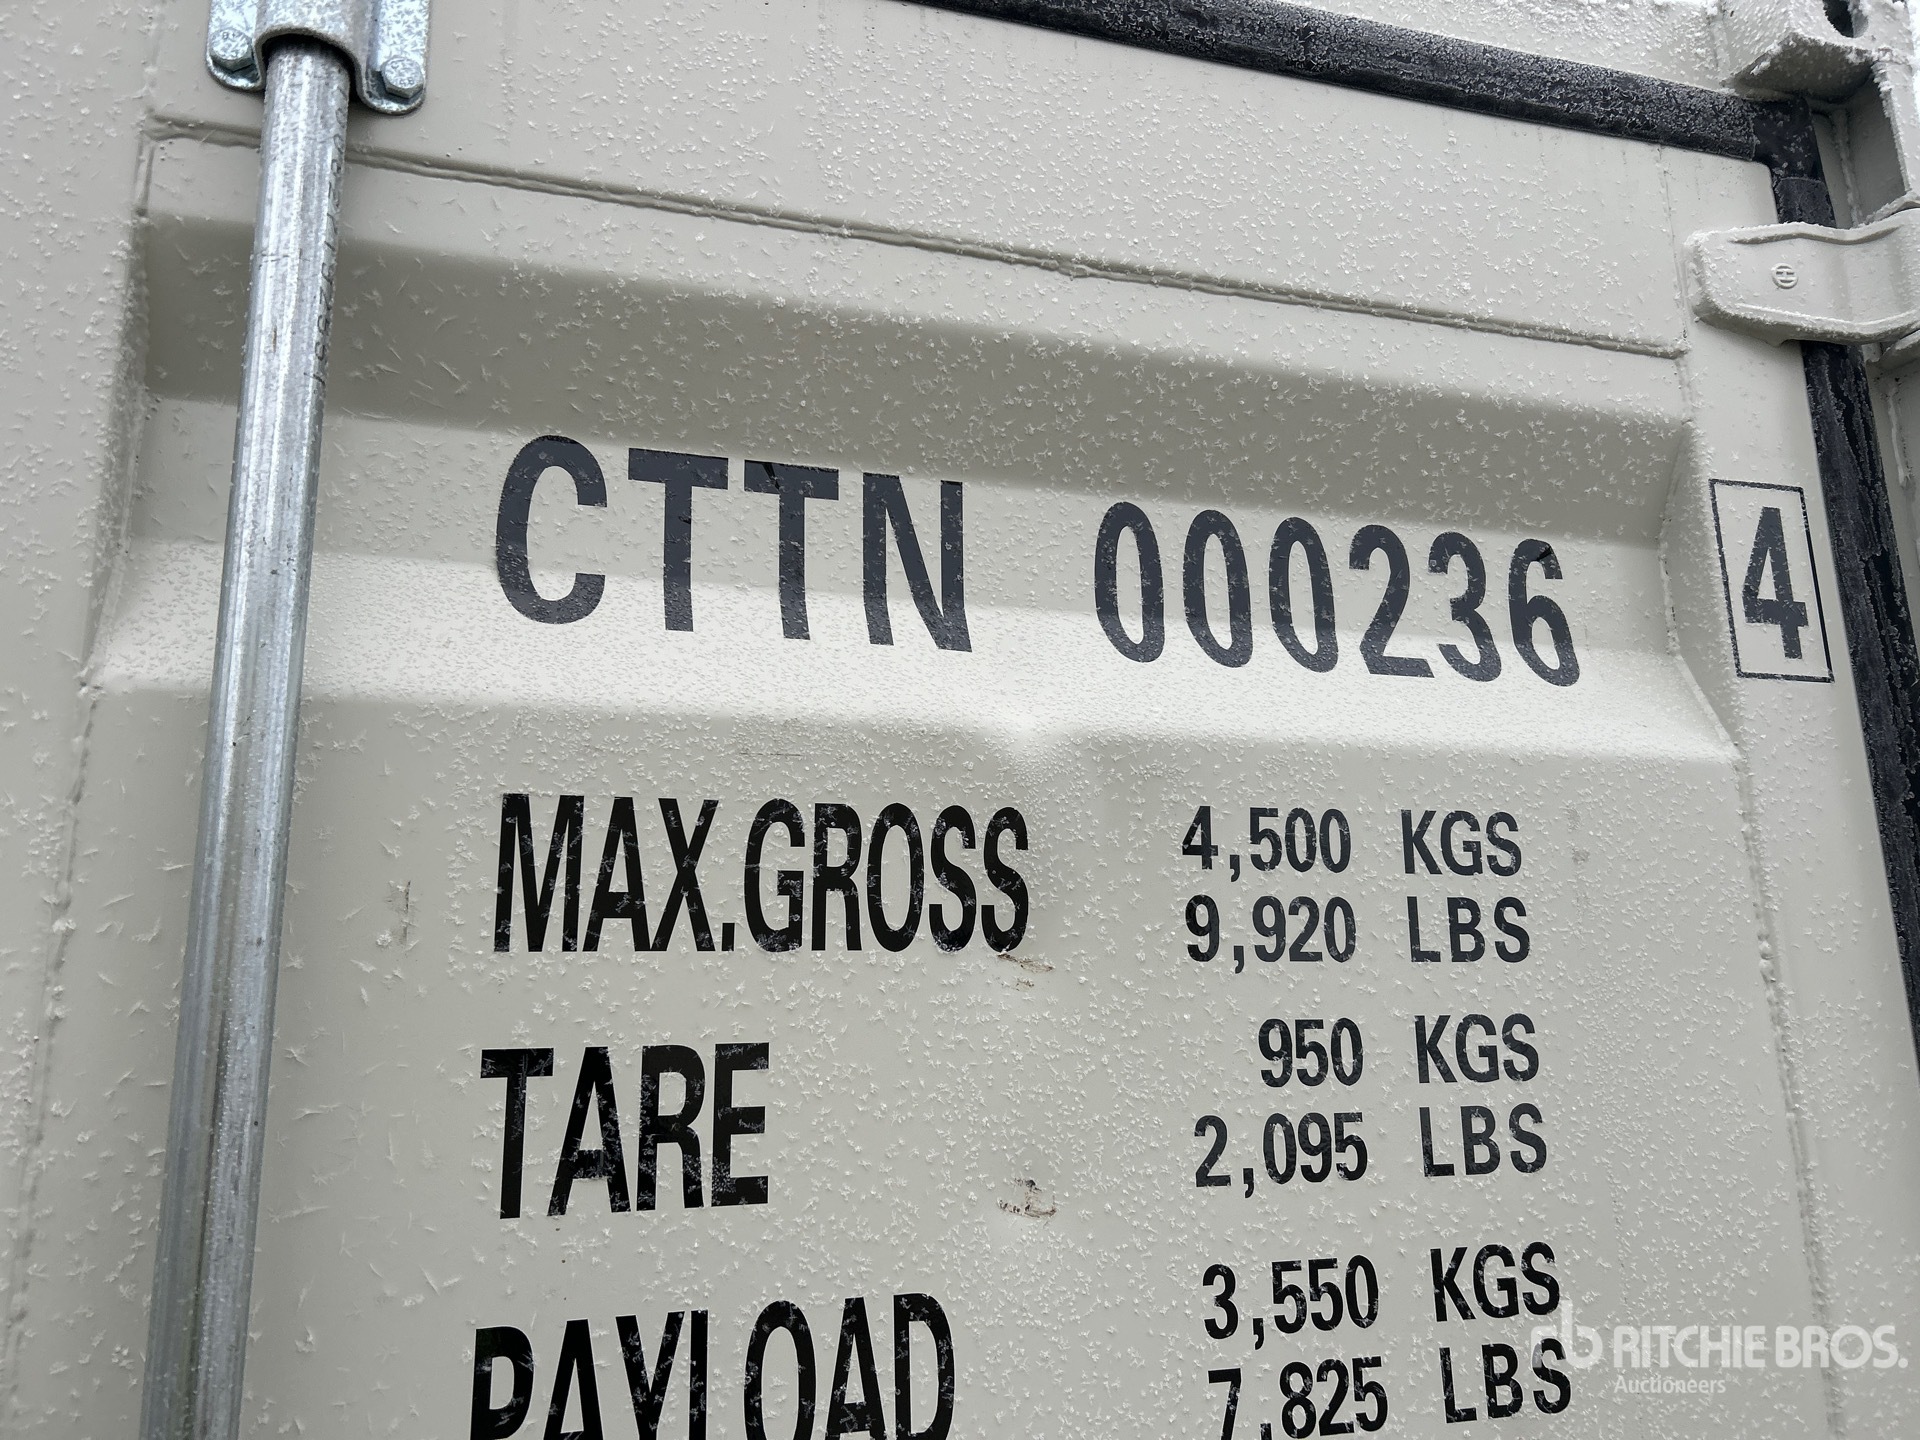 CTTN 000236 4
MAX.GROSS 4,500 KGS
9,920 LBS
TARE 950 KGS
2,095 LBS
PAYLOAD 3,550 KGS
7,825 LBS
rb RITCHIE BROS.
Auctioneers